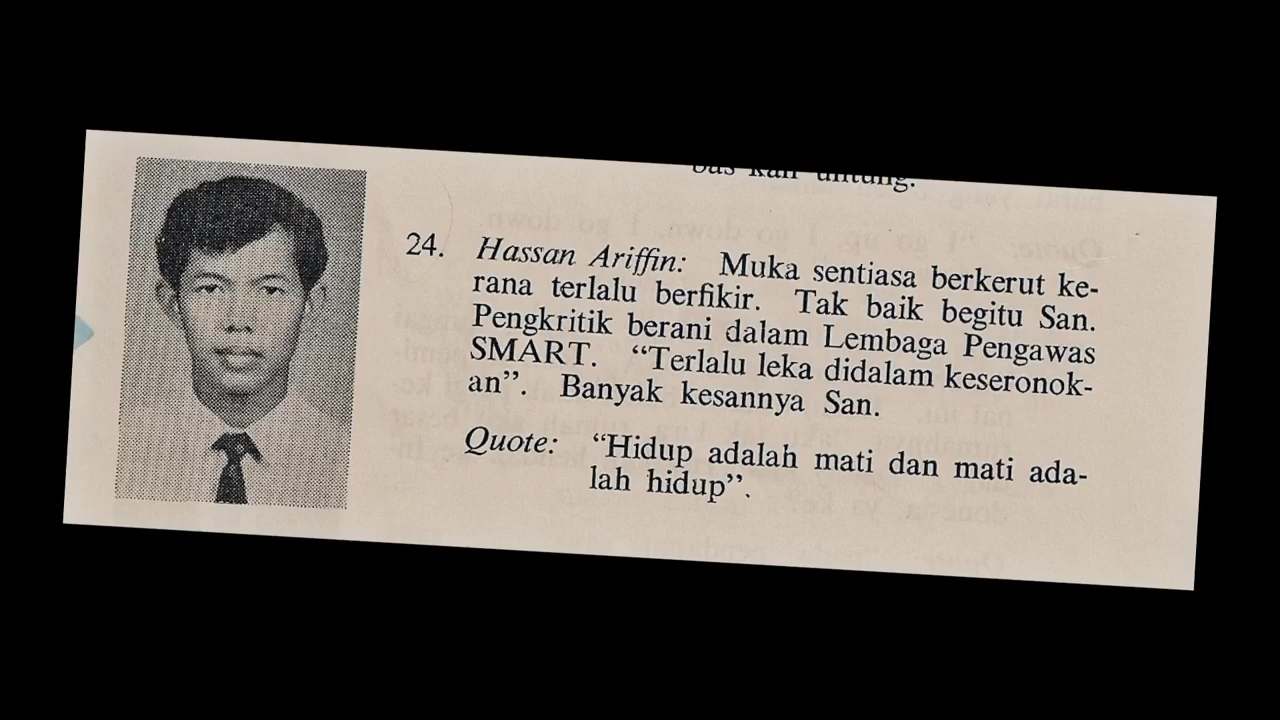 untung.
24. Hassan Ariffin: Muka sentiasa berkerut ke-
rana terlalu berfikir. Tak baik begitu San.
Pengkritik berani dalam Lembaga Pengawas
SMART. “Terlalu leka didalam keseronok-
an”. Banyak kesannya San.
Quote: “Hidup adalah mati dan mati ada-
lah hidup”.